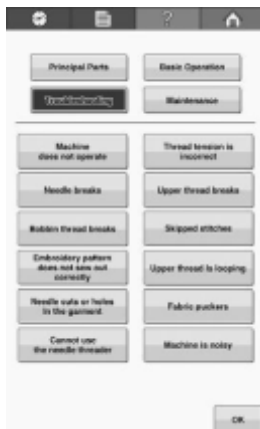 ?
Principal Parts
Basic Operation
Troubleshooting
Maintenance
Machine
does not operate
Thread tension is
incorrect
Needle breaks
Upper thread breaks
Bobbin thread breaks
Skipped stitches
Embroidery pattern
does not sew out
correctly
Upper thread is looping.
Needle cuts or holes
in the garment
Fabric puckers
Cannot use
the needle threader
Machine is noisy
OK